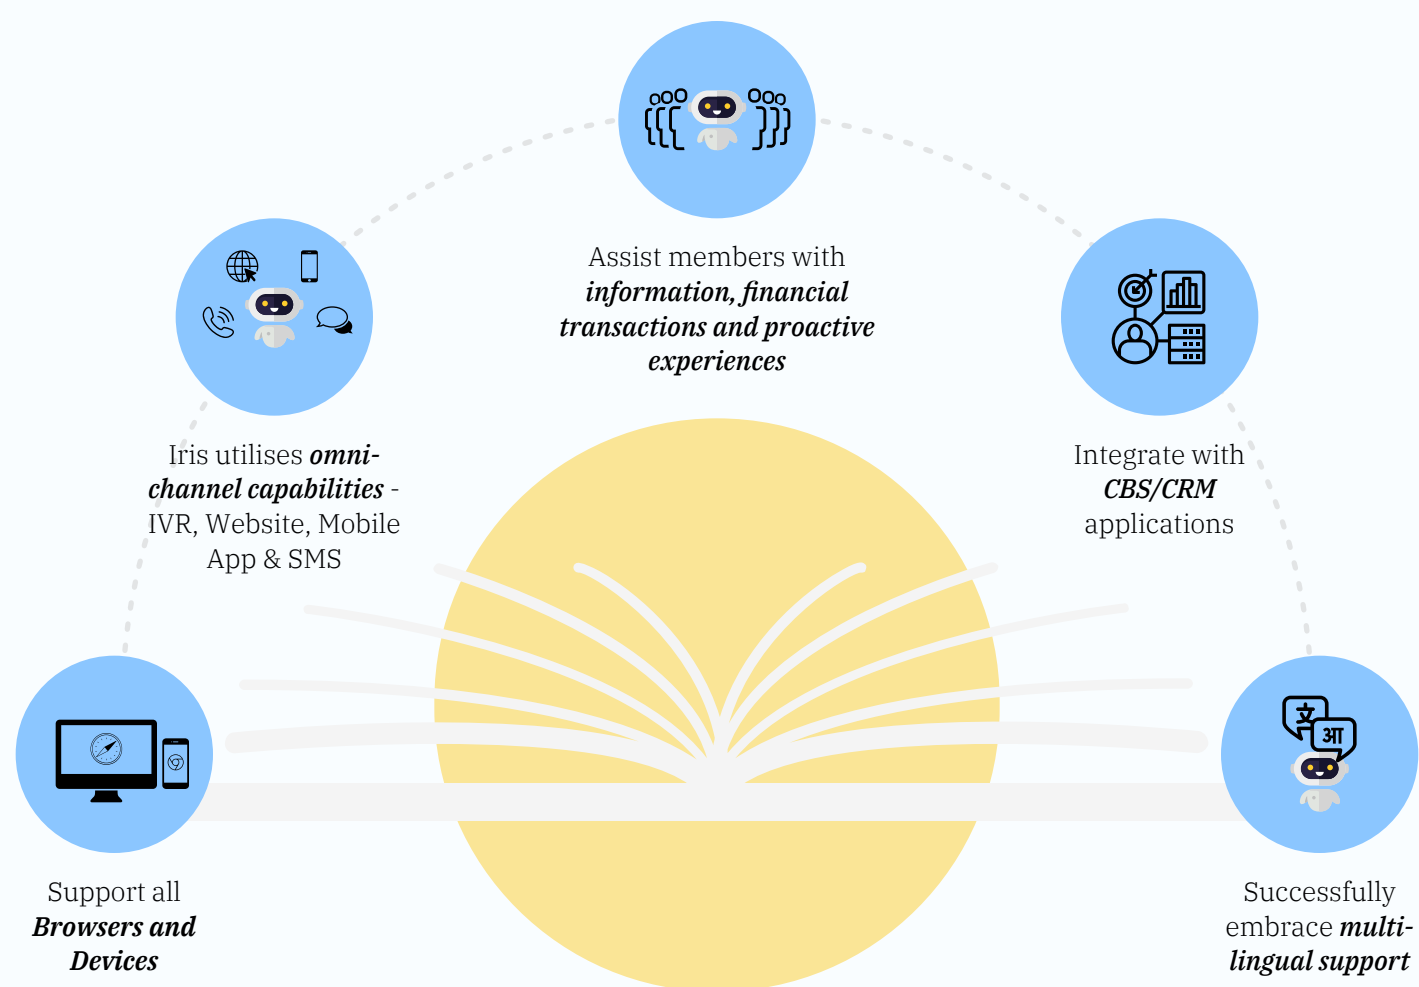 Assist members with
information, financial
transactions and proactive
experiences
Iris utilises omni-
channel capabilities -
IVR, Website, Mobile
App & SMS
Integrate with
CBS/CRM
applications
Support all
Browsers and
Devices
文
आ
Successfully
embrace multi-
lingual support